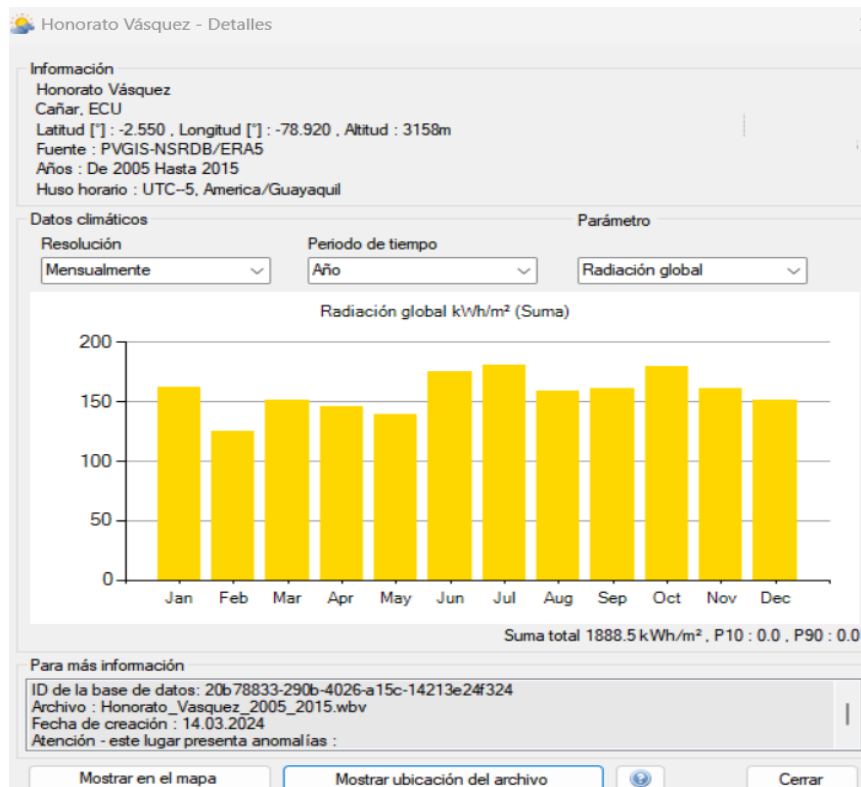 Honorato Vásquez - Detalles
Información
Honorato Vásquez
Cañar, ECU
Latitud [°] : -2.550 , Longitud [°] : -78.920 , Altitud : 3158m
Fuente : PVGIS-NSRDB/ERA5
Años : De 2005 Hasta 2015
Huso horario : UTC--5, America/Guayaquil
Datos climáticos
Parámetro
Resolución
Periodo de tiempo
Mensualmente
Año
Radiación global
Radiación global kWh/m² (Suma)
200
150
100
50
0
Jan Feb Mar Apr May Jun Jul Aug Sep Oct Nov Dec
Suma total 1888.5 kWh/m² , P10 : 0.0 , P90 : 0.0
Para más información
ID de la base de datos: 20b78833-290b-4026-a15c-14213e24f324
Archivo : Honorato_Vasquez_2005_2015.wbv
Fecha de creación : 14.03.2024
Atención - este lugar presenta anomalías :
Mostrar en el mapa
Mostrar ubicación del archivo
Cerrar